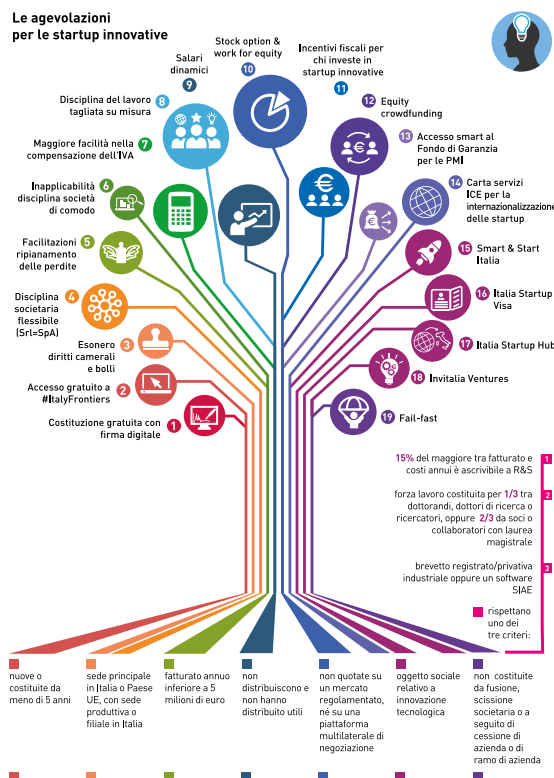 Le agevolazioni
per le startup innovative
1
Costituzione gratuita con
firma digitale
2
Accesso gratuito a
#ItalyFrontiers
3
Esonero
diritti camerali
e bolli
4
Disciplina
societaria
flessibile
(Srl=SpA)
5
Facilitazioni
ripianamento
delle perdite
6
Inapplicabilità
disciplina società
di comodo
7
Maggiore facilità nella
compensazione dell'IVA
8
Disciplina del lavoro
tagliata su misura
Salari
dinamici
9
Stock option &
work for equity
10
Incentivi fiscali per
chi investe in
startup innovative
11
12
Equity
crowdfunding
13
Accesso smart al
Fondo di Garanzia
per le PMI
14
Carta servizi
ICE per la
internazionalizzazione
delle startup
15
Smart & Start
Italia
16
Italia Startup
Visa
17
Italia Startup Hub
18
Invitalia Ventures
19
Fail-fast
15% del maggiore tra fatturato e
costi annui è ascrivibile a R&S
1
forza lavoro costituita per 1/3 tra
dottorandi, dottori di ricerca o
ricercatori, oppure 2/3 da soci o
collaboratori con laurea
magistrale
2
brevetto registrato/privativa
industriale oppure un software
SIAE
3
rispettano
uno dei
tre criteri:
nuove o
costituite da
meno di 5 anni
sede principale
in Italia o Paese
UE, con sede
produttiva o
filiale in Italia
fatturato annuo
inferiore a 5
milioni di euro
non
distribuiscono e
non hanno
distribuito utili
non quotate su
un mercato
regolamentato,
né su una
piattaforma
multilaterale di
negoziazione
oggetto sociale
relativo a
innovazione
tecnologica
non costituite
da fusione,
scissione
societaria o a
seguito di
cessione di
azienda o di
ramo di azienda